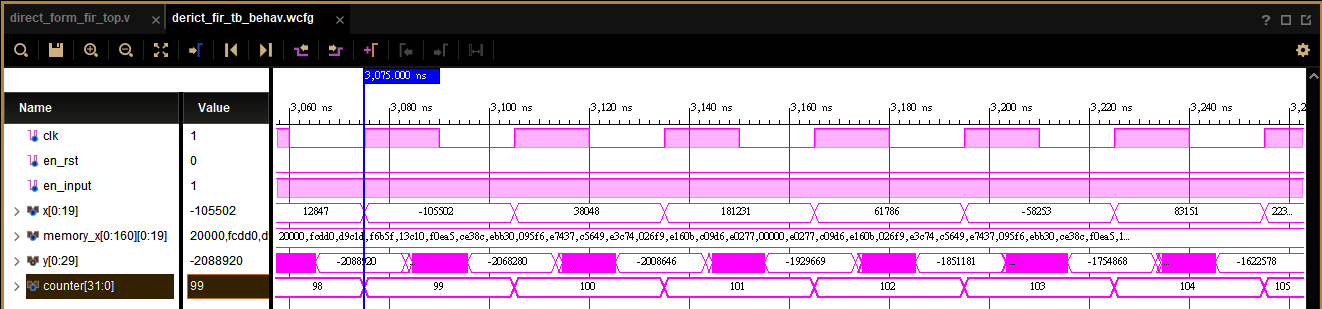 direct_form_fir_top.v × derict_fir_tb_behav.wcfg × ?
3,075.000 ns
Name Value
3,060 ns 3,080 ns 3,100 ns 3,120 ns 3,140 ns 3,160 ns 3,180 ns 3,200 ns 3,220 ns 3,240 ns
clk 1
en_rst 0
en_input 1
x[0:19] -105502 12847 -105502 38048 181231 61786 -58253 83151 223...
memory_x[0:160][0:19] 20000,fcdd0,d9 20000,fcdd0,d9c1d,f6b5f,13c10,f0ea5,ce38c,ebb30,095f6,e7437,c5649,e3c74,026f9,e160b,c09d6,e0277,00000,e0277,c09d6,e160b,026f9,e3c74,c5649,e7437,095f6,ebb30,ce38c,f0ea5,1...
y[0:29] -2088920 -2088920 ... -2068280 ... -2008646 ... -1929669 ... -1851181 ... -1754868 ... -1622578
counter[31:0] 99 98 99 100 101 102 103 104 105